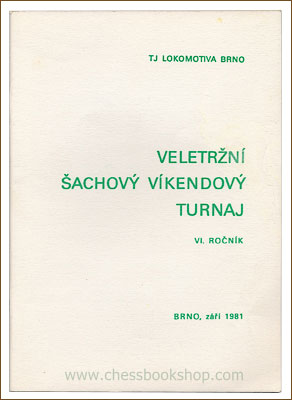 TJ LOKOMOTIVA BRNO
VELETRŽNÍ
ŠACHOVÝ VÍKENDOVÝ
TURNAJ
VI. ROČNÍK
BRNO, září 1981
www.chessbookshop.com